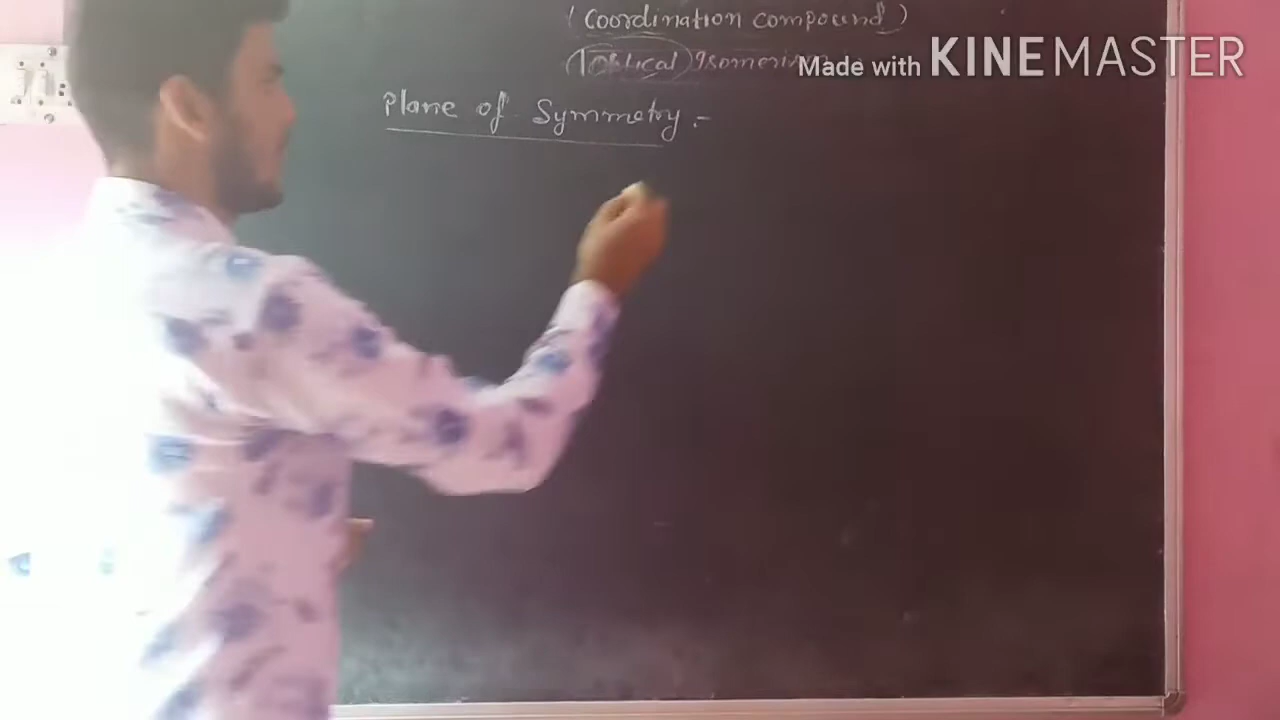 ( Coordination compound )
(Optical) Isomerism
Made with KINEMASTER
Plane of Symmetry :-